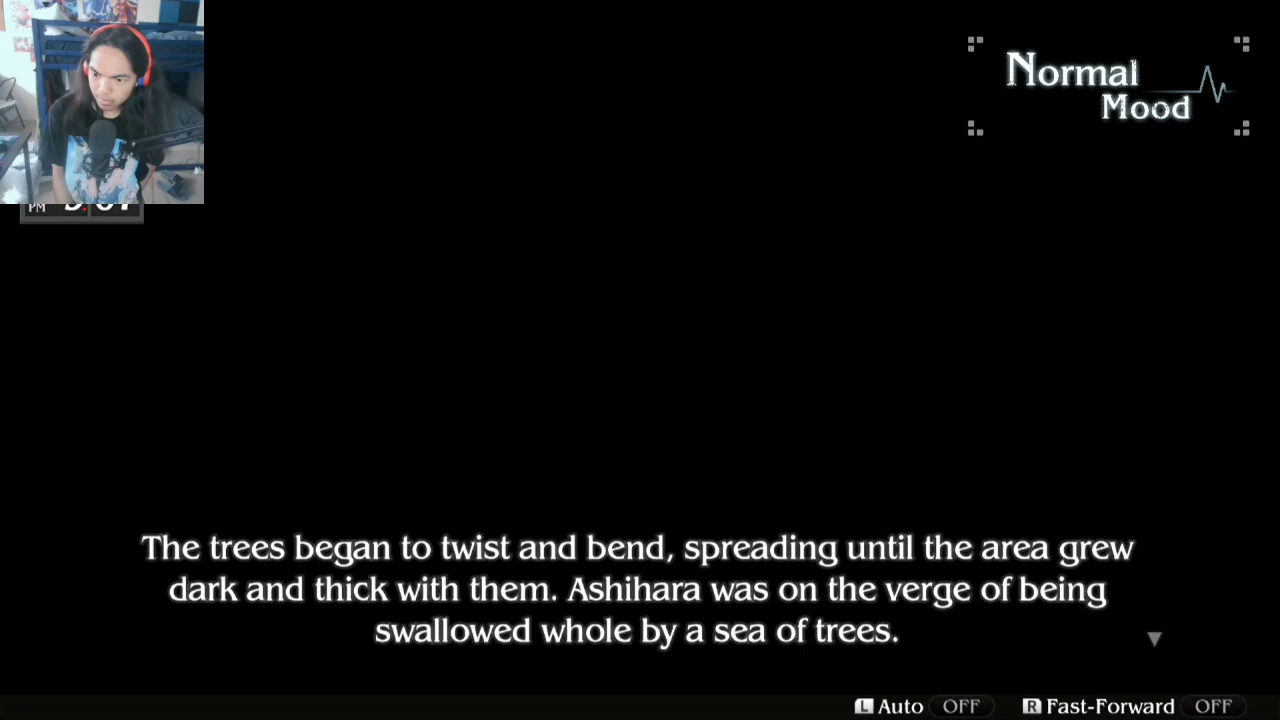 Normal
Mood
PM
The trees began to twist and bend, spreading until the area grew
dark and thick with them. Ashihara was on the verge of being
swallowed whole by a sea of trees.
L Auto OFF R Fast-Forward OFF